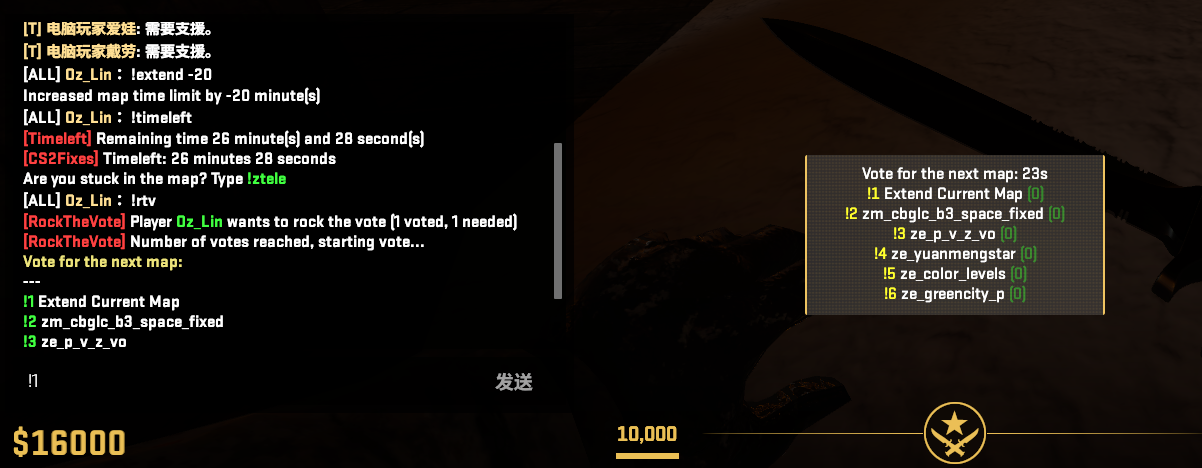 [T] 电脑玩家爱娃: 需要支援。
[T] 电脑玩家戴劳: 需要支援。
[ALL] Oz_Lin： !extend -20
Increased map time limit by -20 minute(s)
[ALL] Oz_Lin： !timeleft
[Timeleft] Remaining time 26 minute(s) and 28 second(s)
[CS2Fixes] Timeleft: 26 minutes 28 seconds
Are you stuck in the map? Type !ztele
[ALL] Oz_Lin： !rtv
[RockTheVote] Player Oz_Lin wants to rock the vote (1 voted, 1 needed)
[RockTheVote] Number of votes reached, starting vote...
Vote for the next map:
---
!1 Extend Current Map
!2 zm_cbglc_b3_space_fixed
!3 ze_p_v_z_vo
!1
发送
$16000
Vote for the next map: 23s
!1 Extend Current Map (0)
!2 zm_cbglc_b3_space_fixed (0)
!3 ze_p_v_z_vo (0)
!4 ze_yuanmengstar (0)
!5 ze_color_levels (0)
!6 ze_greencity_p (0)
10,000